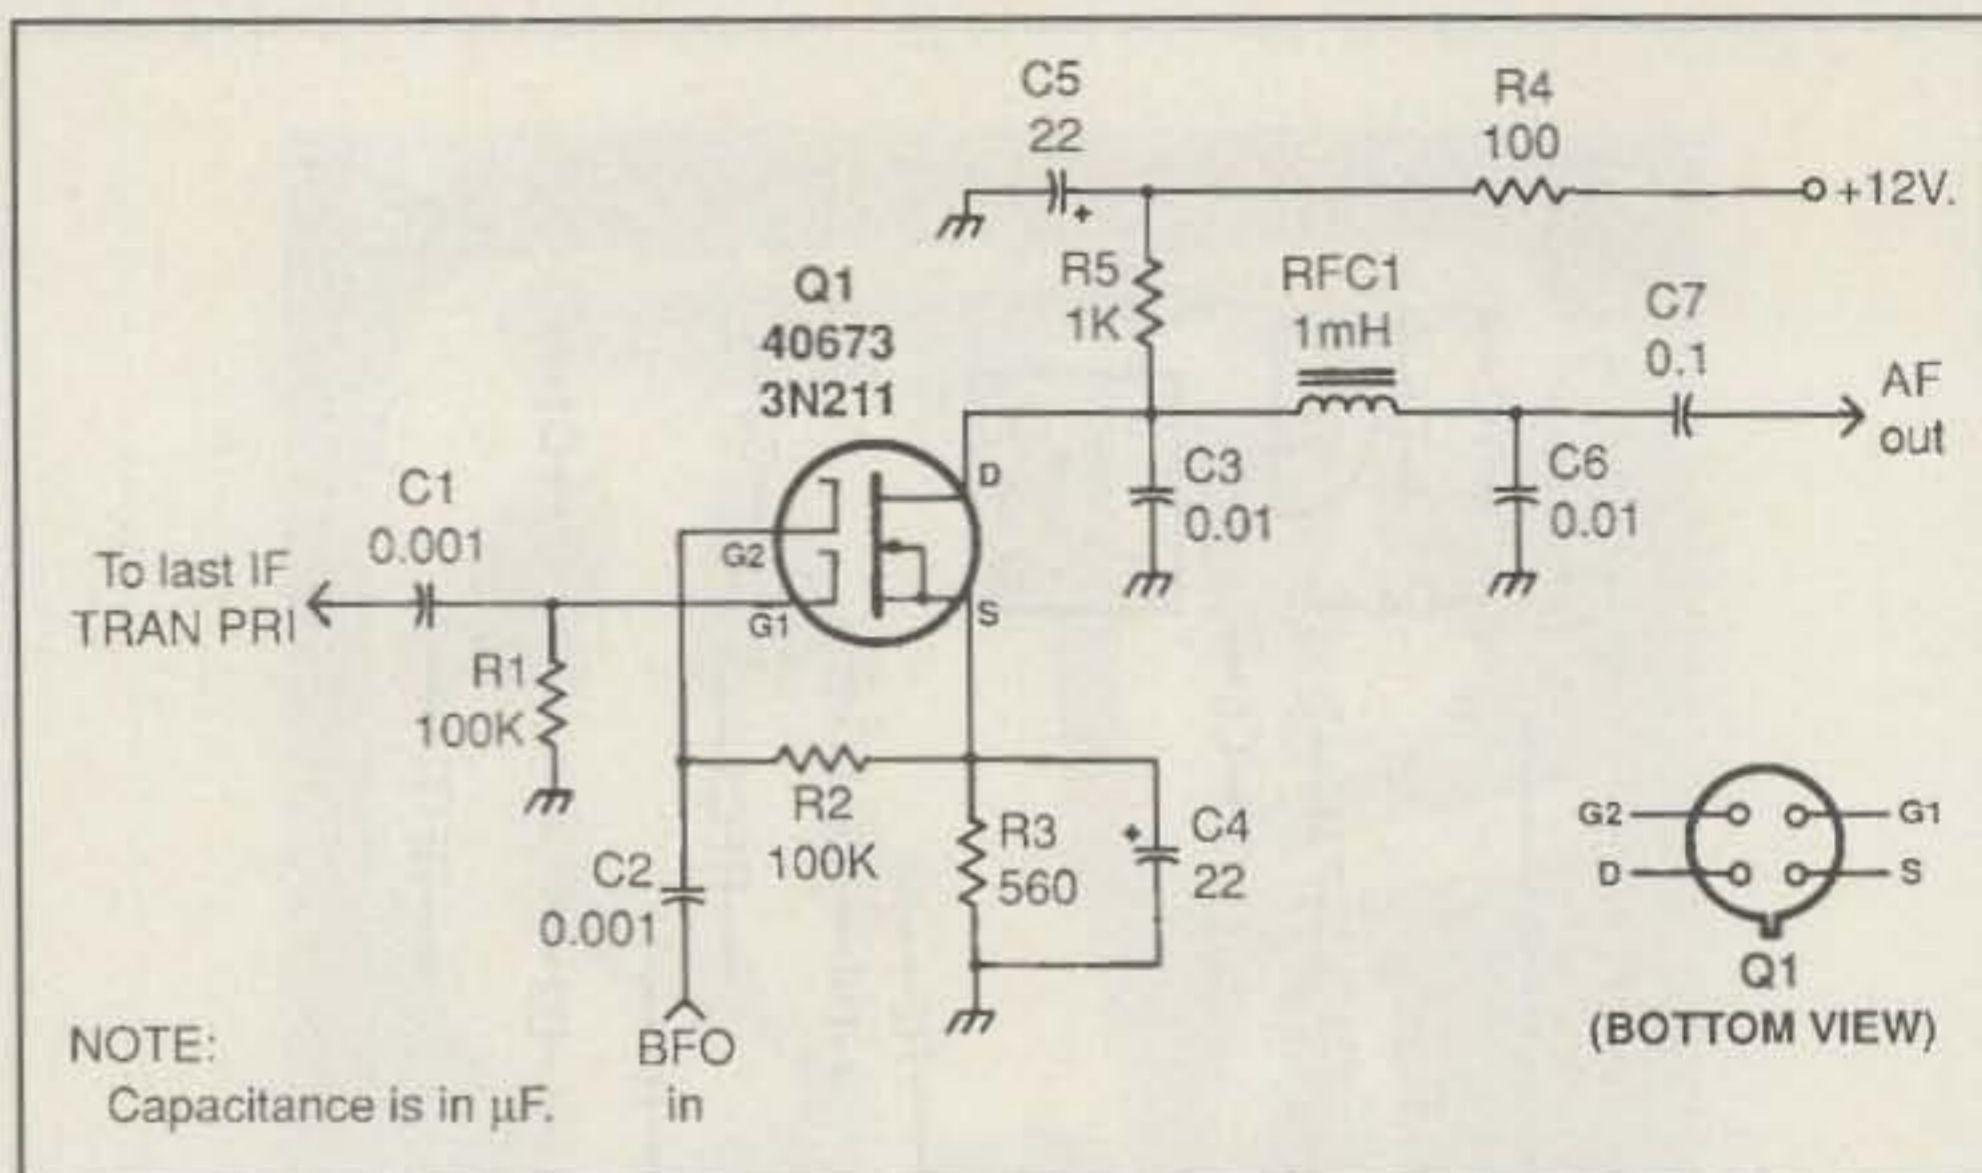 C5
22
R4
100
+12V.
Q1
40673
3N211
R5
1K
RFC1
1mH
C7
0.1
AF
out
C1
0.001
To last IF
TRAN PRI
G2
G1
D
S
C3
0.01
C6
0.01
R1
100K
R2
100K
R3
560
C4
22
C2
0.001
BFO
in
G2
G1
D
S
Q1
(BOTTOM VIEW)
NOTE:
Capacitance is in µF.